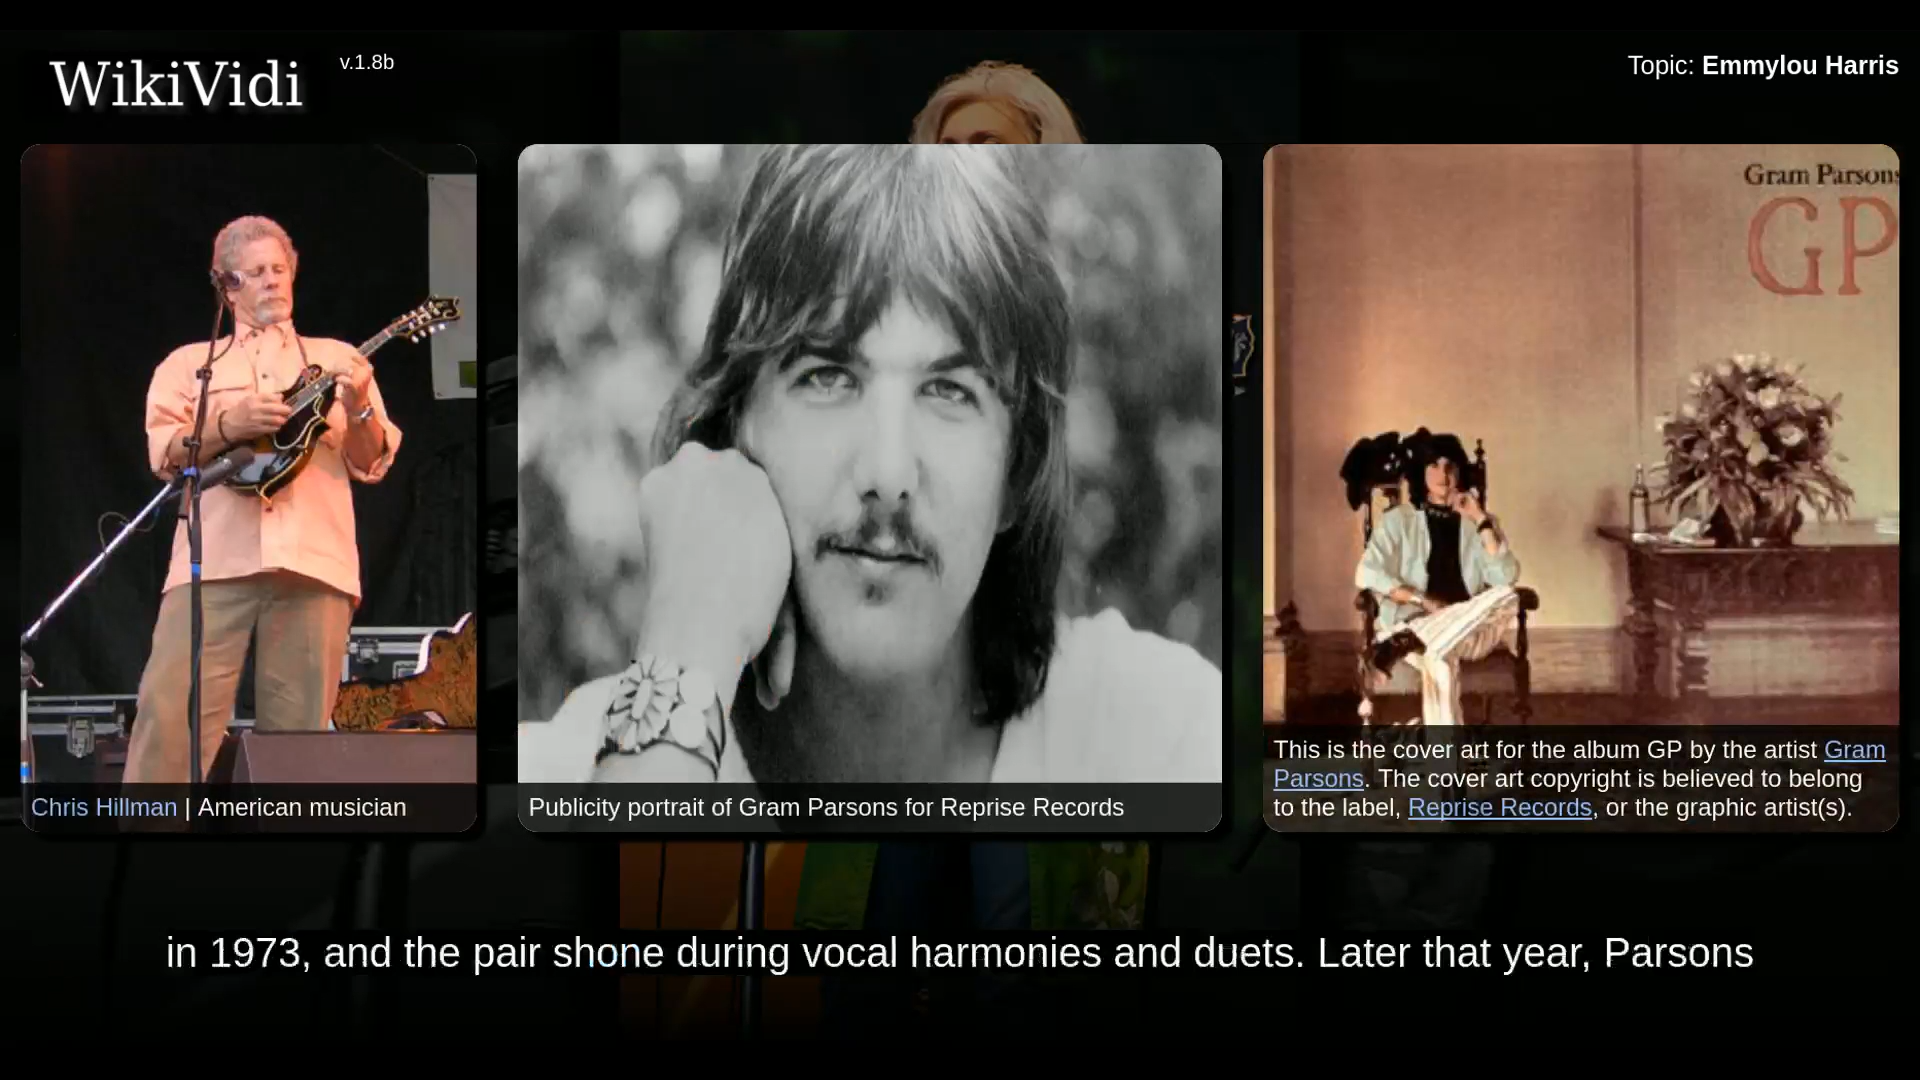 WikiVidi
v.1.8b
Topic: Emmylou Harris
Gram Parsons
GP
Chris Hillman | American musician
Publicity portrait of Gram Parsons for Reprise Records
This is the cover art for the album GP by the artist Gram
Parsons. The cover art copyright is believed to belong
to the label, Reprise Records, or the graphic artist(s).
in 1973, and the pair shone during vocal harmonies and duets. Later that year, Parsons